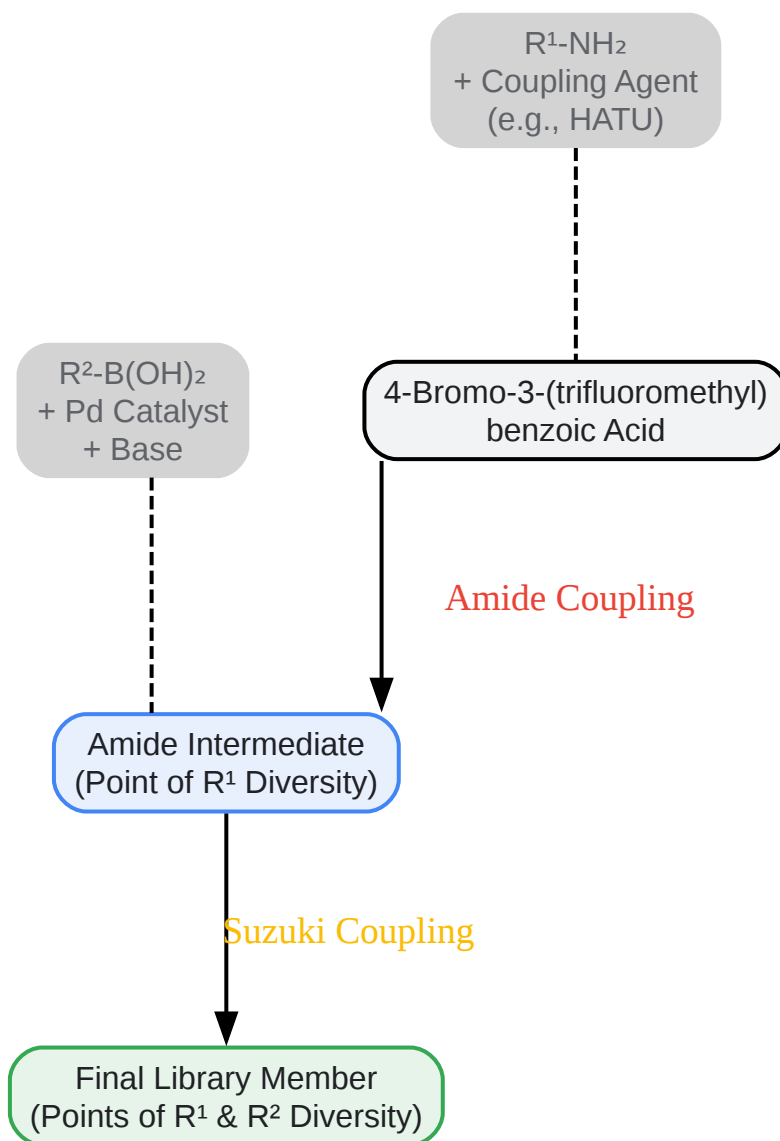 R¹-NH₂
+ Coupling Agent
(e.g., HATU)
R²-B(OH)₂
+ Pd Catalyst
+ Base
4-Bromo-3-(trifluoromethyl)
benzoic Acid
Amide Coupling
Amide Intermediate
(Point of R¹ Diversity)
Suzuki Coupling
Final Library Member
(Points of R¹ & R² Diversity)